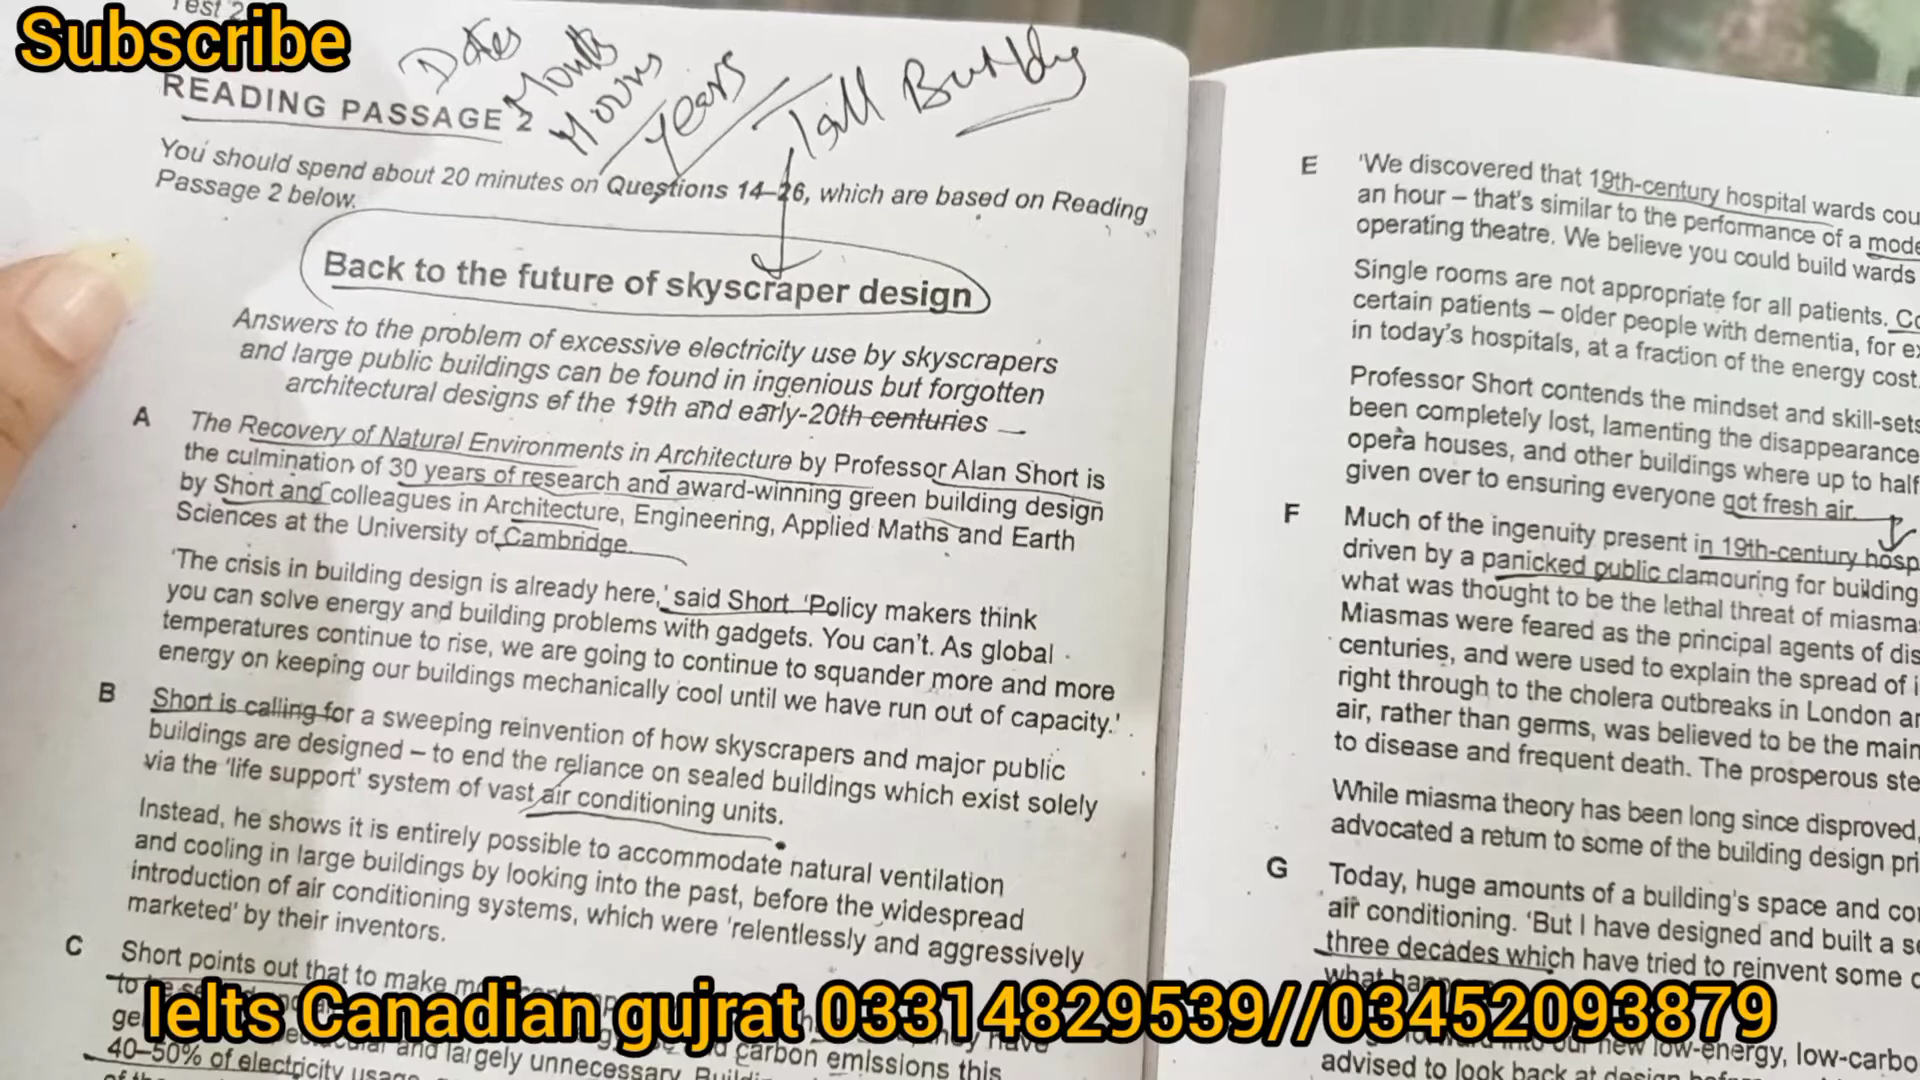 Test 2
Subscribe
Dates
Months
Hours
Years
Tall Building
READING PASSAGE 2
You should spend about 20 minutes on Questions 14–26, which are based on Reading
Passage 2 below.
Back to the future of skyscraper design
Answers to the problem of excessive electricity use by skyscrapers
and large public buildings can be found in ingenious but forgotten
architectural designs of the 19th and early-20th centuries
A The Recovery of Natural Environments in Architecture by Professor Alan Short is
the culmination of 30 years of research and award-winning green building design
by Short and colleagues in Architecture, Engineering, Applied Maths and Earth
Sciences at the University of Cambridge.
'The crisis in building design is already here,' said Short. 'Policy makers think
you can solve energy and building problems with gadgets. You can't. As global
temperatures continue to rise, we are going to continue to squander more and more
energy on keeping our buildings mechanically cool until we have run out of capacity.'
B Short is calling for a sweeping reinvention of how skyscrapers and major public
buildings are designed – to end the reliance on sealed buildings which exist solely
via the 'life support' system of vast air conditioning units.
Instead, he shows it is entirely possible to accommodate natural ventilation
and cooling in large buildings by looking into the past, before the widespread
introduction of air conditioning systems, which were 'relentlessly and aggressively
marketed' by their inventors.
C Short points out that to make
to be
and largely unnecessary. carbon emissions this
40–50% of electricity usage
E 'We discovered that 19th-century hospital wards
an hour – that's similar to the performance of a
operating theatre. We believe you could build wards
Single rooms are not appropriate for all patients.
certain patients – older people with dementia, for
in today's hospitals, at a fraction of the energy cost.
Professor Short contends the mindset and skill-sets
been completely lost, lamenting the disappearance
opera houses, and other buildings where up to half
given over to ensuring everyone got fresh air.
F Much of the ingenuity present in 19th-century
driven by a panicked public clamouring for building
what was thought to be the lethal threat of
Miasmas were feared as the principal agents of
centuries, and were used to explain the spread of
right through to the cholera outbreaks in London
air, rather than germs, was believed to be the main
to disease and frequent death. The prosperous
While miasma theory has been long since disproved,
advocated a return to some of the building design
G Today, huge amounts of a building's space and
air conditioning. 'But I have designed and built a
three decades which have tried to reinvent some
what
our new low-energy,
advised to look back at design
Ielts Canadian gujrat 03314829539//03452093879